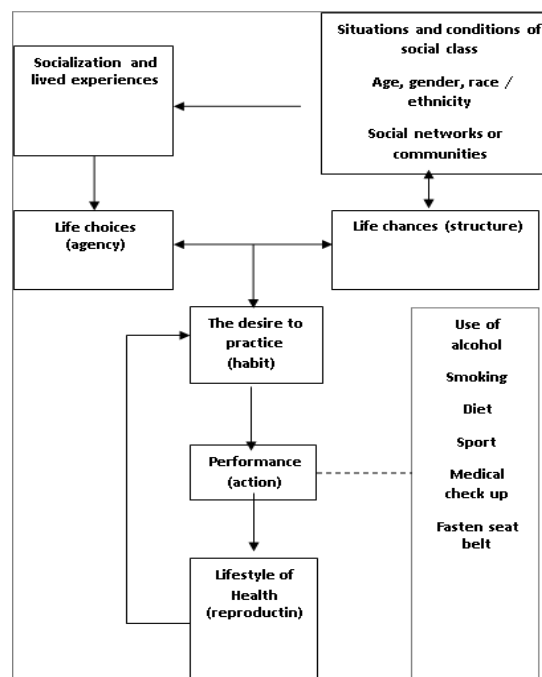 Situations and conditions of
social class
Age, gender, race /
ethnicity
Social networks or
communities
Socialization and
lived experiences
Life choices
(agency)
Life chances (structure)
The desire to
practice
(habit)
Use of
alcohol
Smoking
Diet
Sport
Medical
check up
Fasten seat
belt
Performance
(action)
Lifestyle of
Health
(reproductin)